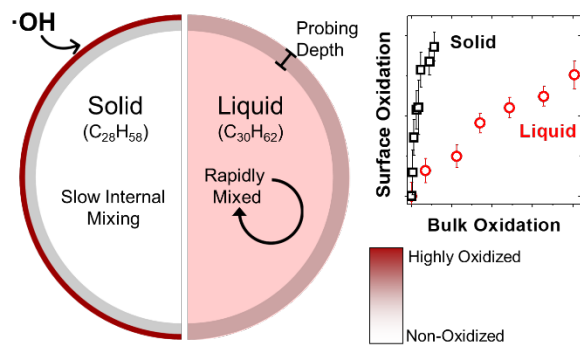 ·OH
Solid
(C₂₈H₅₈)
Slow Internal
Mixing
Liquid
(C₃₀H₆₂)
Rapidly
Mixed
Probing
Depth
Surface Oxidation
Solid
Liquid
Bulk Oxidation
Highly Oxidized
Non-Oxidized